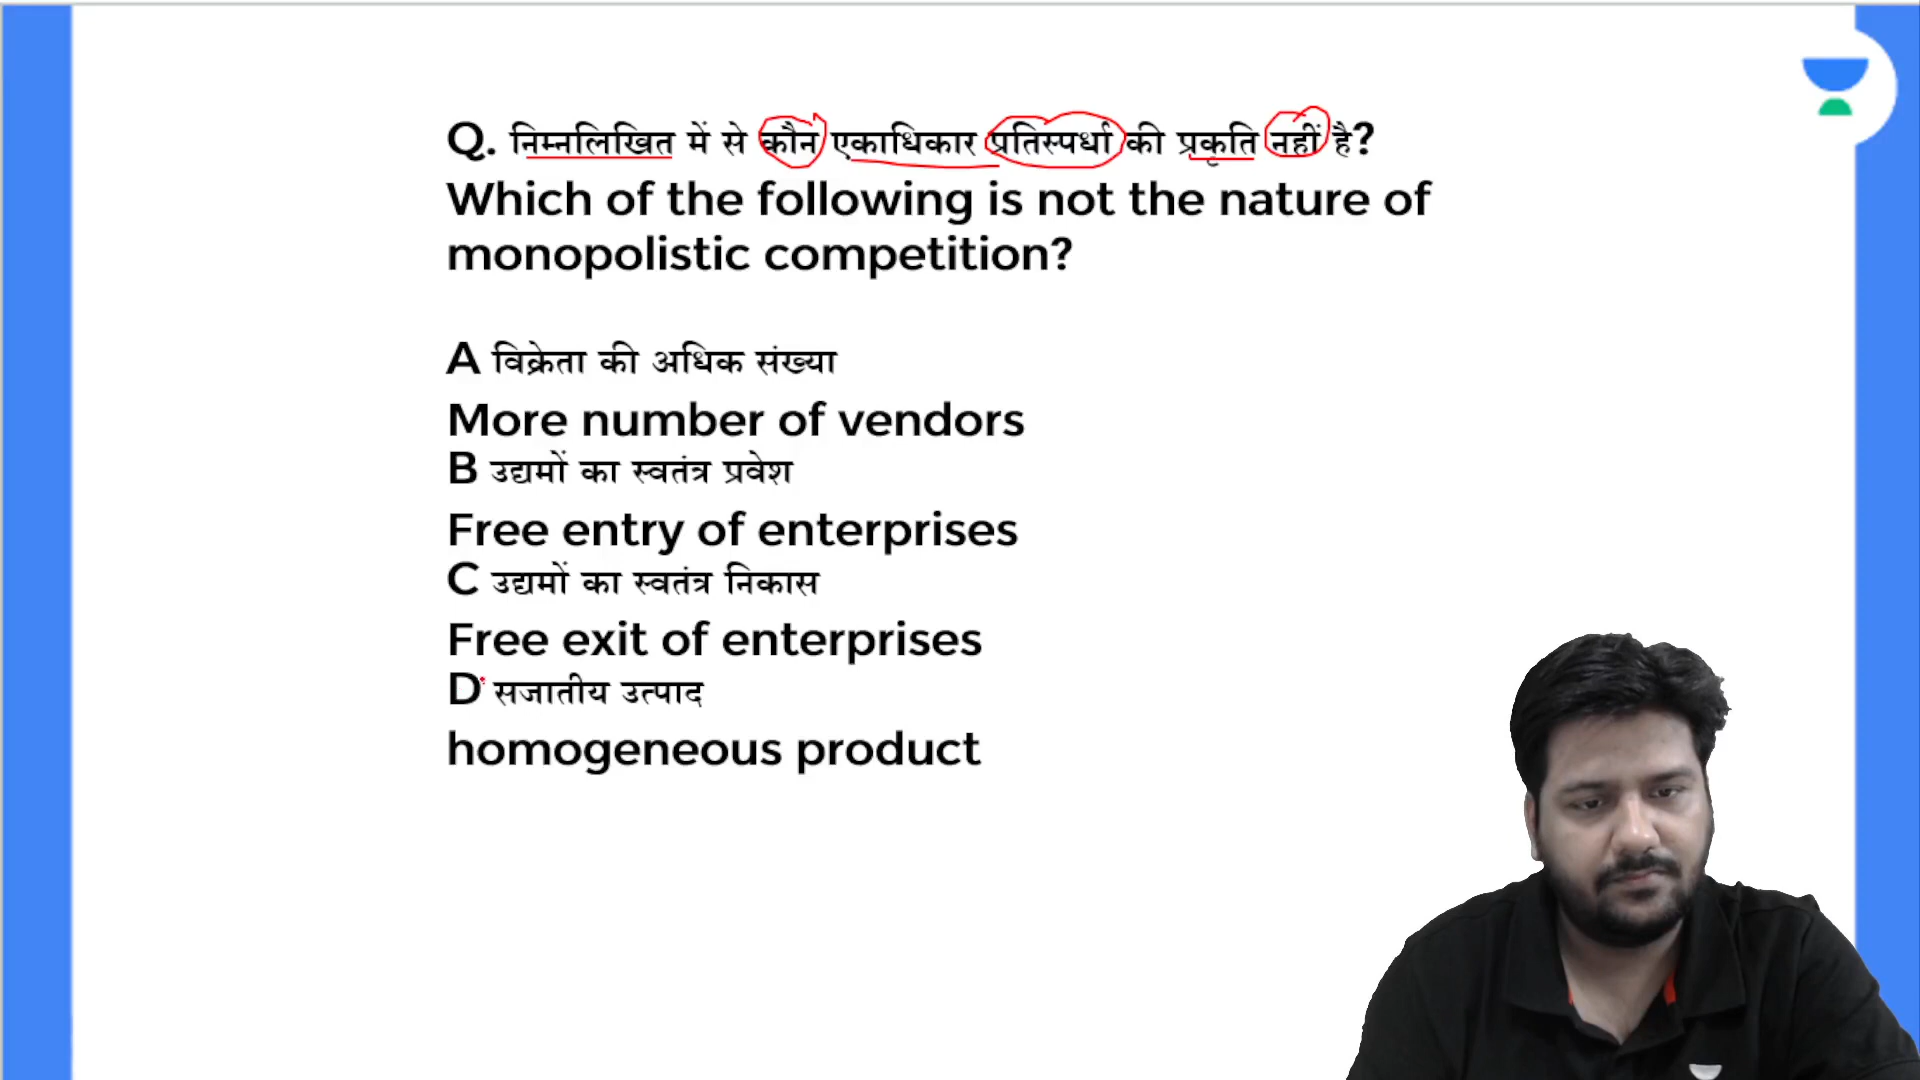 Q. निम्नलिखित में से कौन एकाधिकार प्रतिस्पर्धा की प्रकृति नहीं है?
Which of the following is not the nature of
monopolistic competition?
A विक्रेता की अधिक संख्या
More number of vendors
B उद्यमों का स्वतंत्र प्रवेश
Free entry of enterprises
C उद्यमों का स्वतंत्र निकास
Free exit of enterprises
D सजातीय उत्पाद
homogeneous product